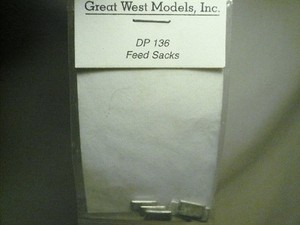 Great West Models, Inc.
DP 136
Feed Sacks